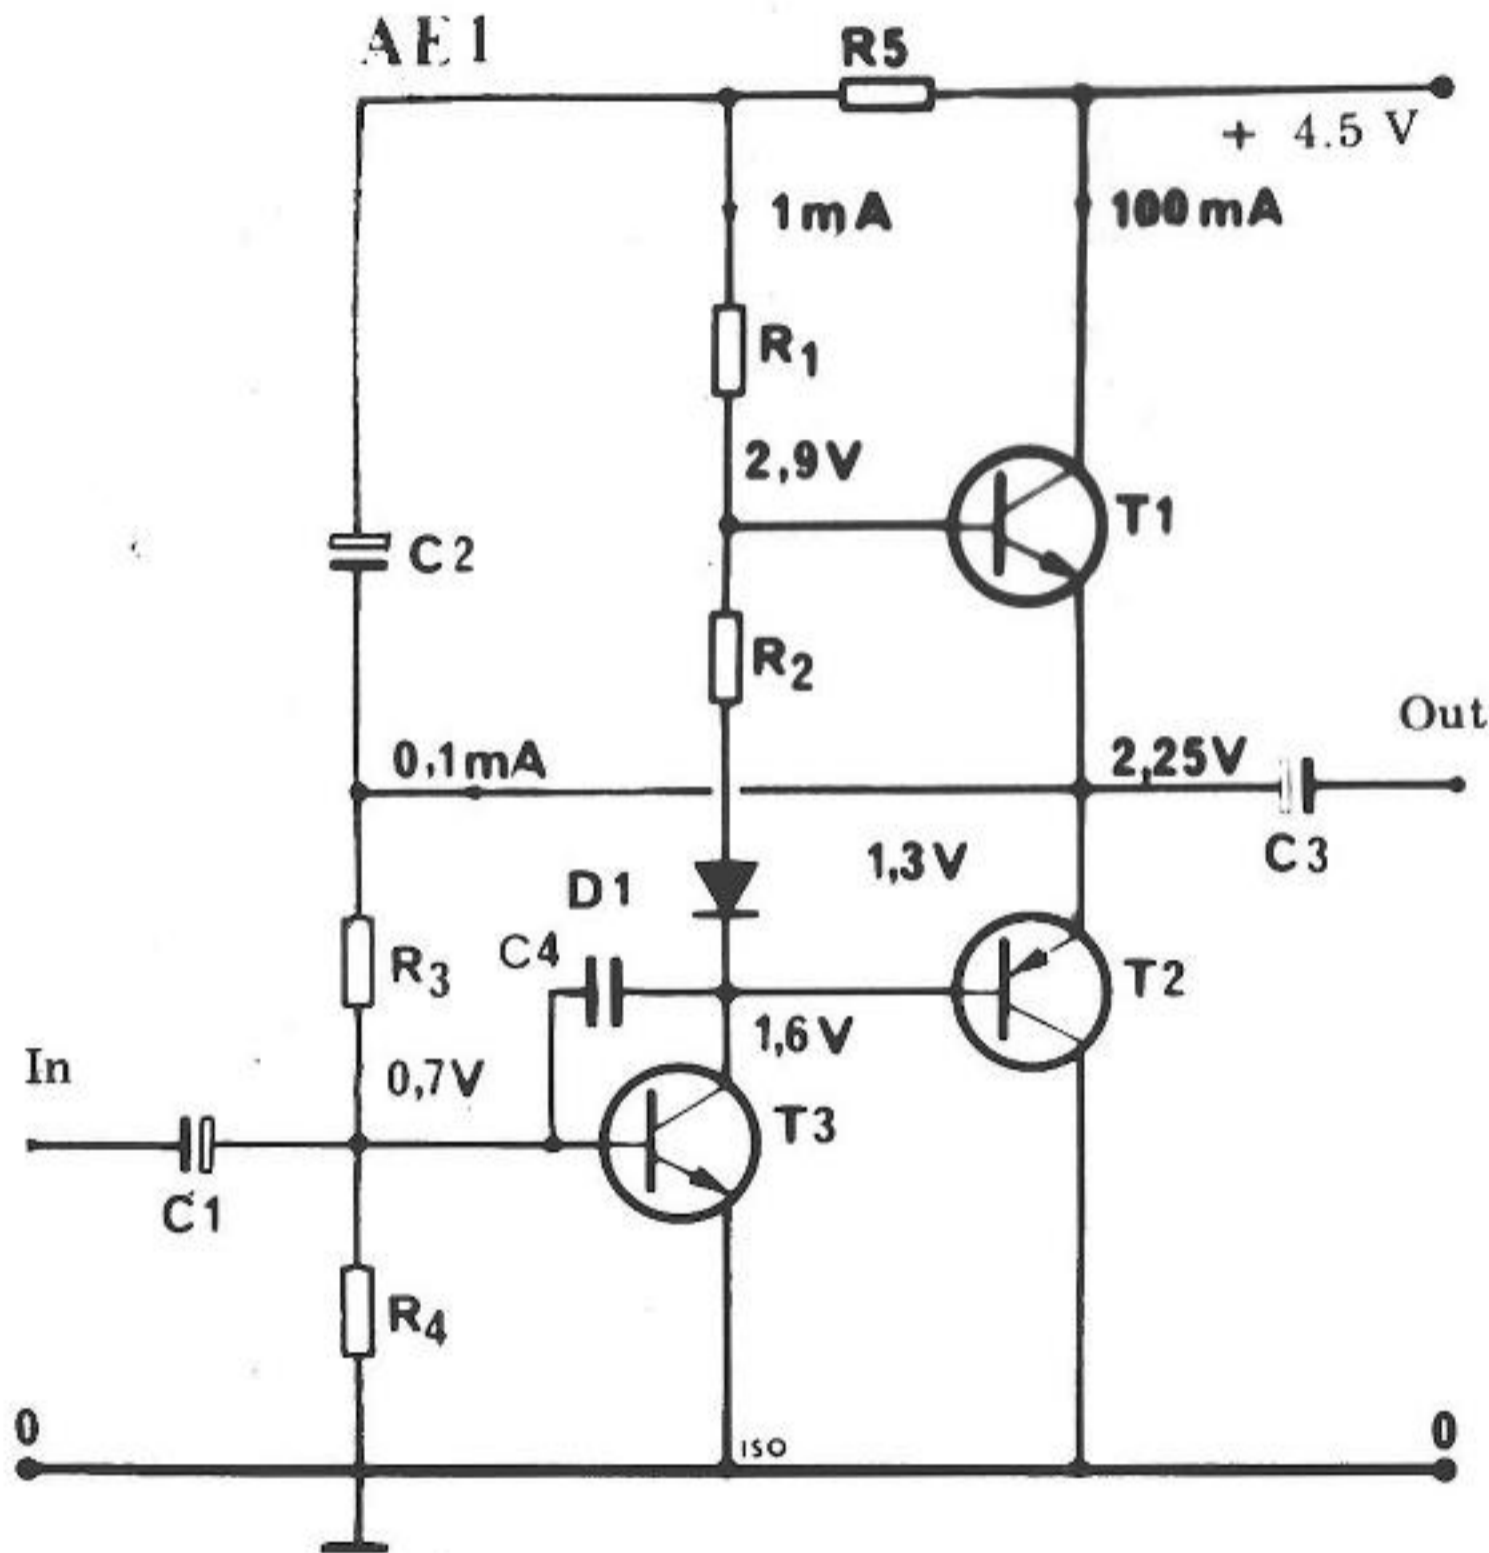 AE1
R5
+ 4.5 V
1mA
100mA
R1
2,9V
T1
C2
R2
Out
0,1mA
2,25V
C3
1,3V
D1
C4
R3
T2
1,6V
In
0,7V
T3
C1
R4
0
ISO
0